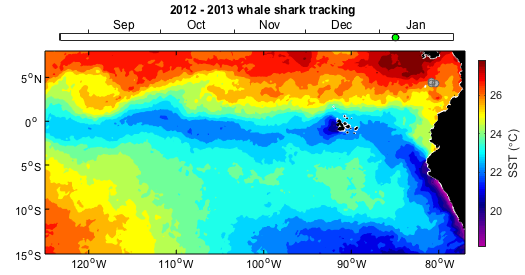 2012 - 2013 whale shark tracking
Sep Oct Nov Dec Jan
5°N
0°
5°S
10°S
15°S
120°W 110°W 100°W 90°W 80°W
26
24
22
20
SST (°C)